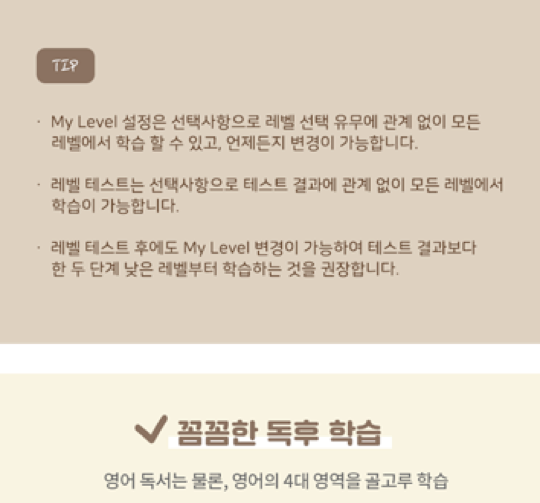 TIP
· My Level 설정은 선택사항으로 레벨 선택 유무에 관계 없이 모든
레벨에서 학습 할 수 있고, 언제든지 변경이 가능합니다.
· 레벨 테스트는 선택사항으로 테스트 결과에 관계 없이 모든 레벨에서
학습이 가능합니다.
· 레벨 테스트 후에도 My Level 변경이 가능하여 테스트 결과보다
한 두 단계 낮은 레벨부터 학습하는 것을 권장합니다.
꼼꼼한 독후 학습
영어 독서는 물론, 영어의 4대 영역을 골고루 학습